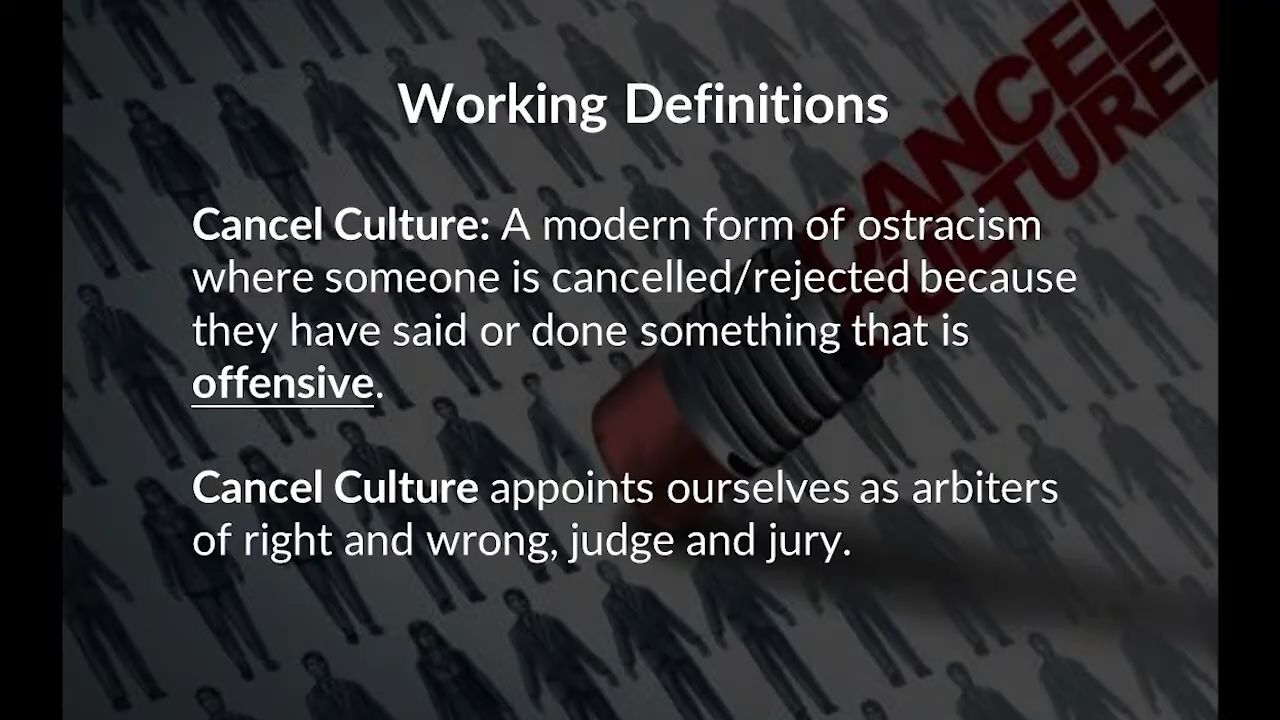 Working Definitions
Cancel Culture: A modern form of ostracism
where someone is cancelled/rejected because
they have said or done something that is
offensive.
Cancel Culture appoints ourselves as arbiters
of right and wrong, judge and jury.
CANCEL
CULTURE